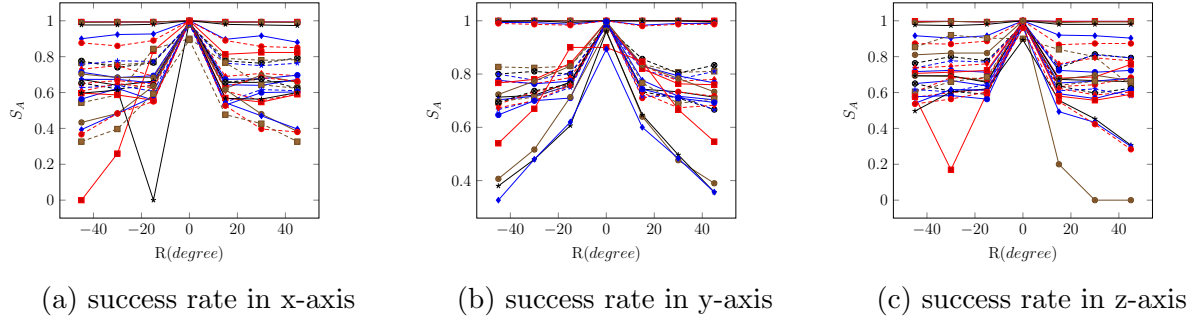 1
0.8
0.6
0.4
0.2
0
S_A
−40 −20 0 20 40
R(degree)
(a) success rate in x-axis
1
0.8
0.6
0.4
S_A
−40 −20 0 20 40
R(degree)
(b) success rate in y-axis
1
0.8
0.6
0.4
0.2
0
S_A
−40 −20 0 20 40
R(degree)
(c) success rate in z-axis